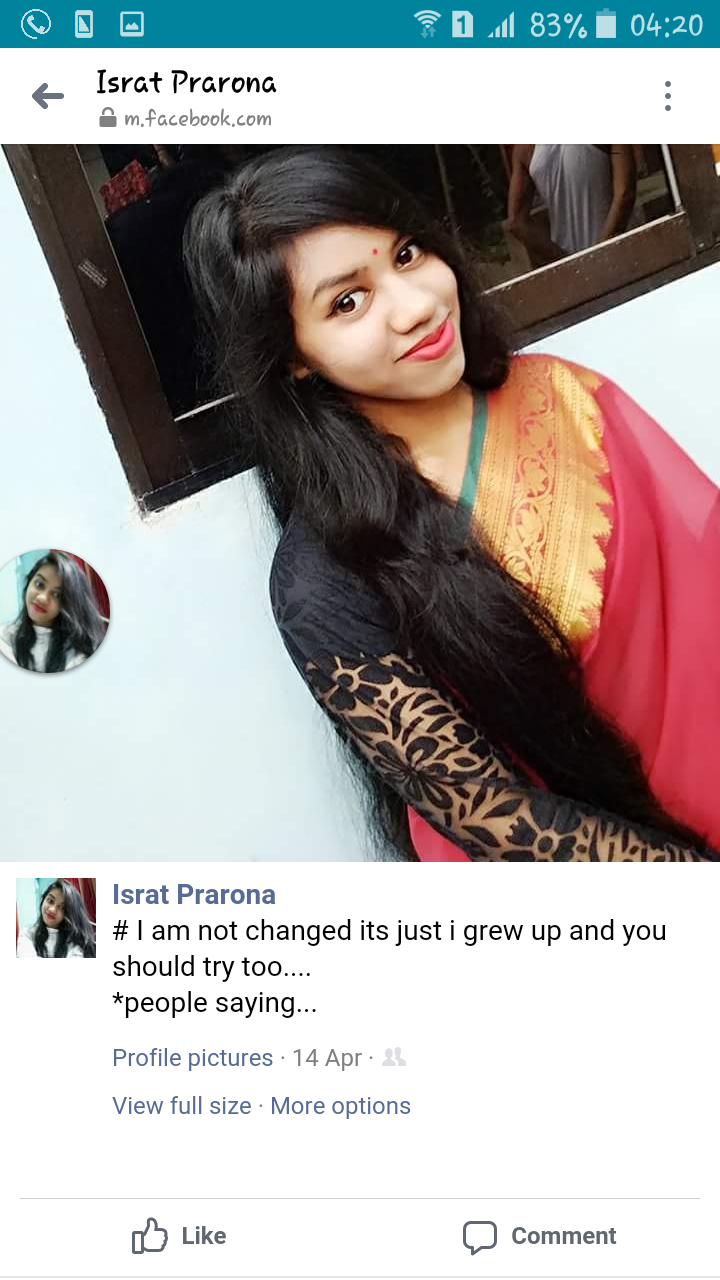 1 83% 04:20
Israt Prarona
m.facebook.com
Israt Prarona
# I am not changed its just i grew up and you
should try too....
*people saying...
Profile pictures · 14 Apr ·
View full size · More options
Like Comment